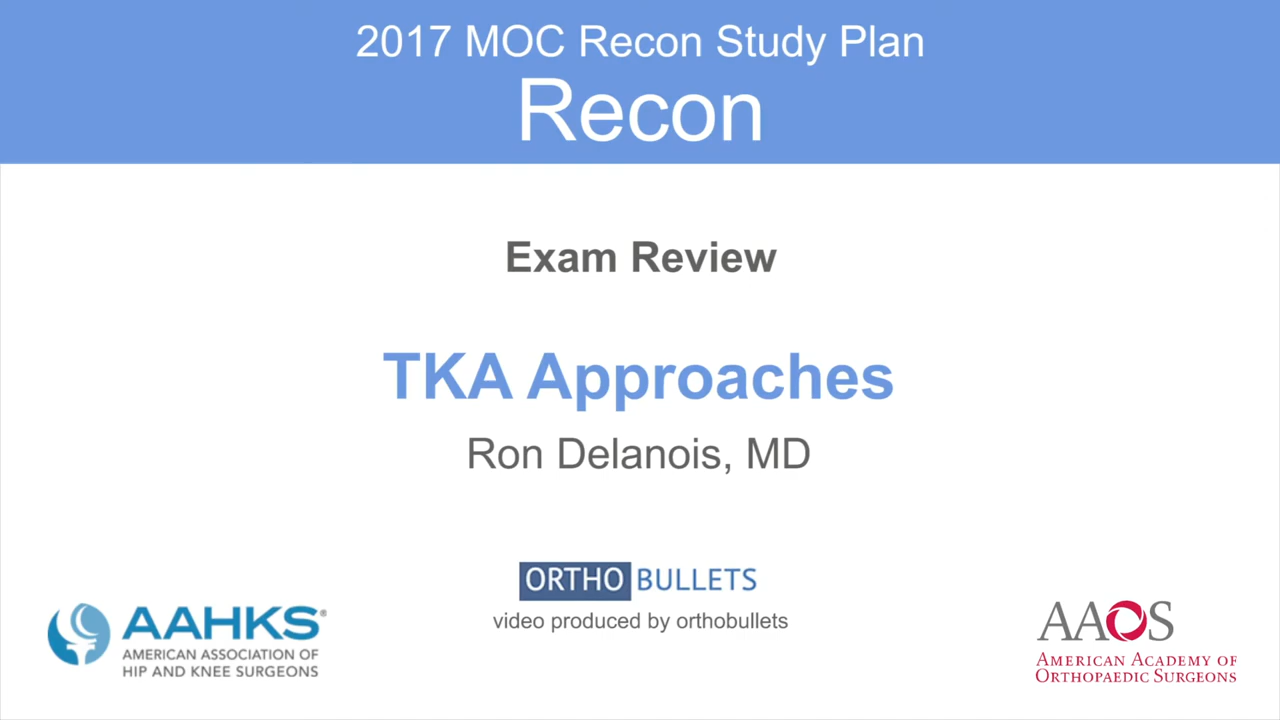 2017 MOC Recon Study Plan
Recon
Exam Review
TKA Approaches
Ron Delanois, MD
ORTHO BULLETS
video produced by orthobullets
AAHKS®
AMERICAN ASSOCIATION OF
HIP AND KNEE SURGEONS
AAOS
AMERICAN ACADEMY OF
ORTHOPAEDIC SURGEONS